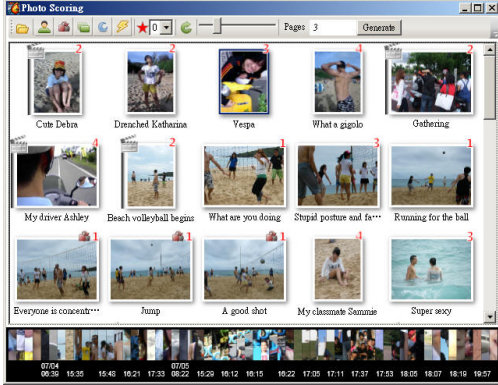 Photo Scoring
0 Pages 3 Generate
2 2 3 4 2
Cute Debra Drenched Katharina Vespa What a gigolo Gathering
4 2 1 3 1
My driver Ashley Beach volleyball begins What are you doing Stupid posture and fa··· Running for the ball
1 1 1 4 3
Everyone is concentr··· Jump A good shot My classmate Sammie Super sexy
07/04 07/05
06:39 15:35 15:48 16:21 17:33 08:22 15:29 16:12 16:15 16:22 17:05 17:11 17:37 17:53 18:05 18:07 18:19 19:57